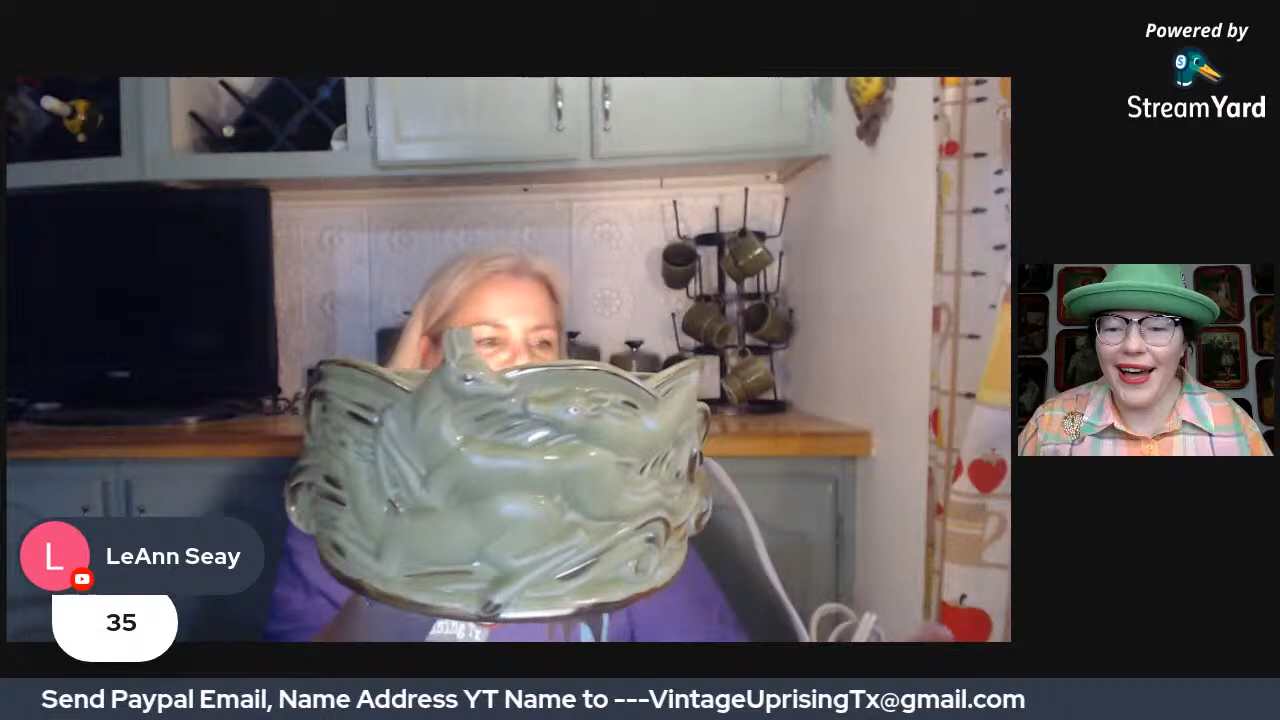 Powered by
StreamYard
L
LeAnn Seay
35
Send Paypal Email, Name Address YT Name to ---VintageUprisingTx@gmail.com